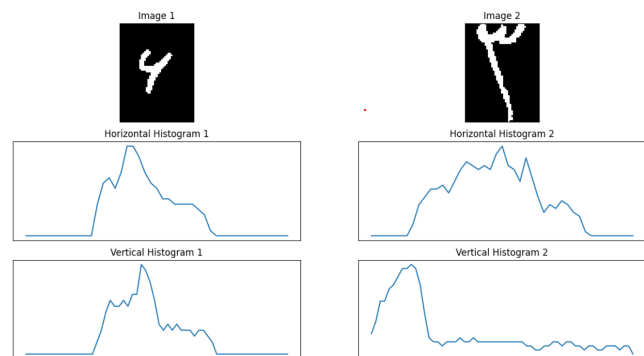 Image 1
Image 2
Horizontal Histogram 1
Horizontal Histogram 2
Vertical Histogram 1
Vertical Histogram 2